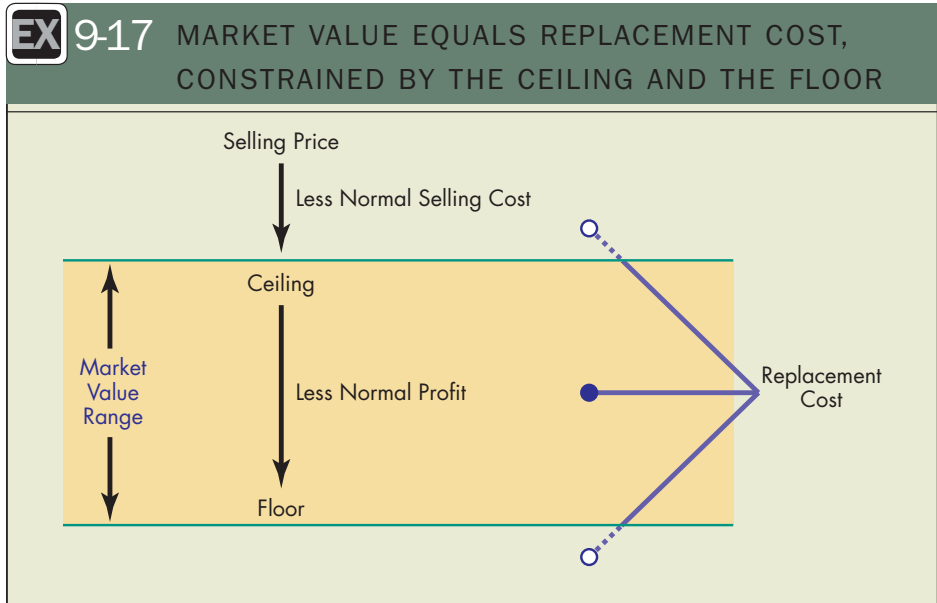 EX 9-17 MARKET VALUE EQUALS REPLACEMENT COST,
CONSTRAINED BY THE CEILING AND THE FLOOR
Selling Price
Less Normal Selling Cost
Ceiling
Market
Value
Range
Less Normal Profit
Replacement
Cost
Floor